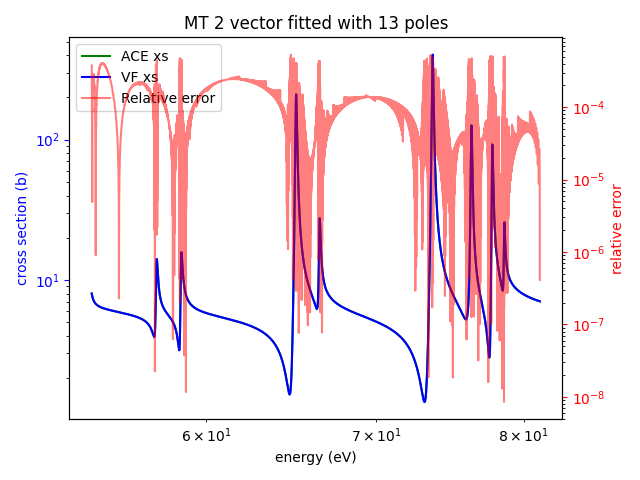 MT 2 vector fitted with 13 poles
ACE xs
VF xs
Relative error
cross section (b)
10²
10¹
relative error
10⁻⁴
10⁻⁵
10⁻⁶
10⁻⁷
10⁻⁸
6 × 10¹
7 × 10¹
8 × 10¹
energy (eV)